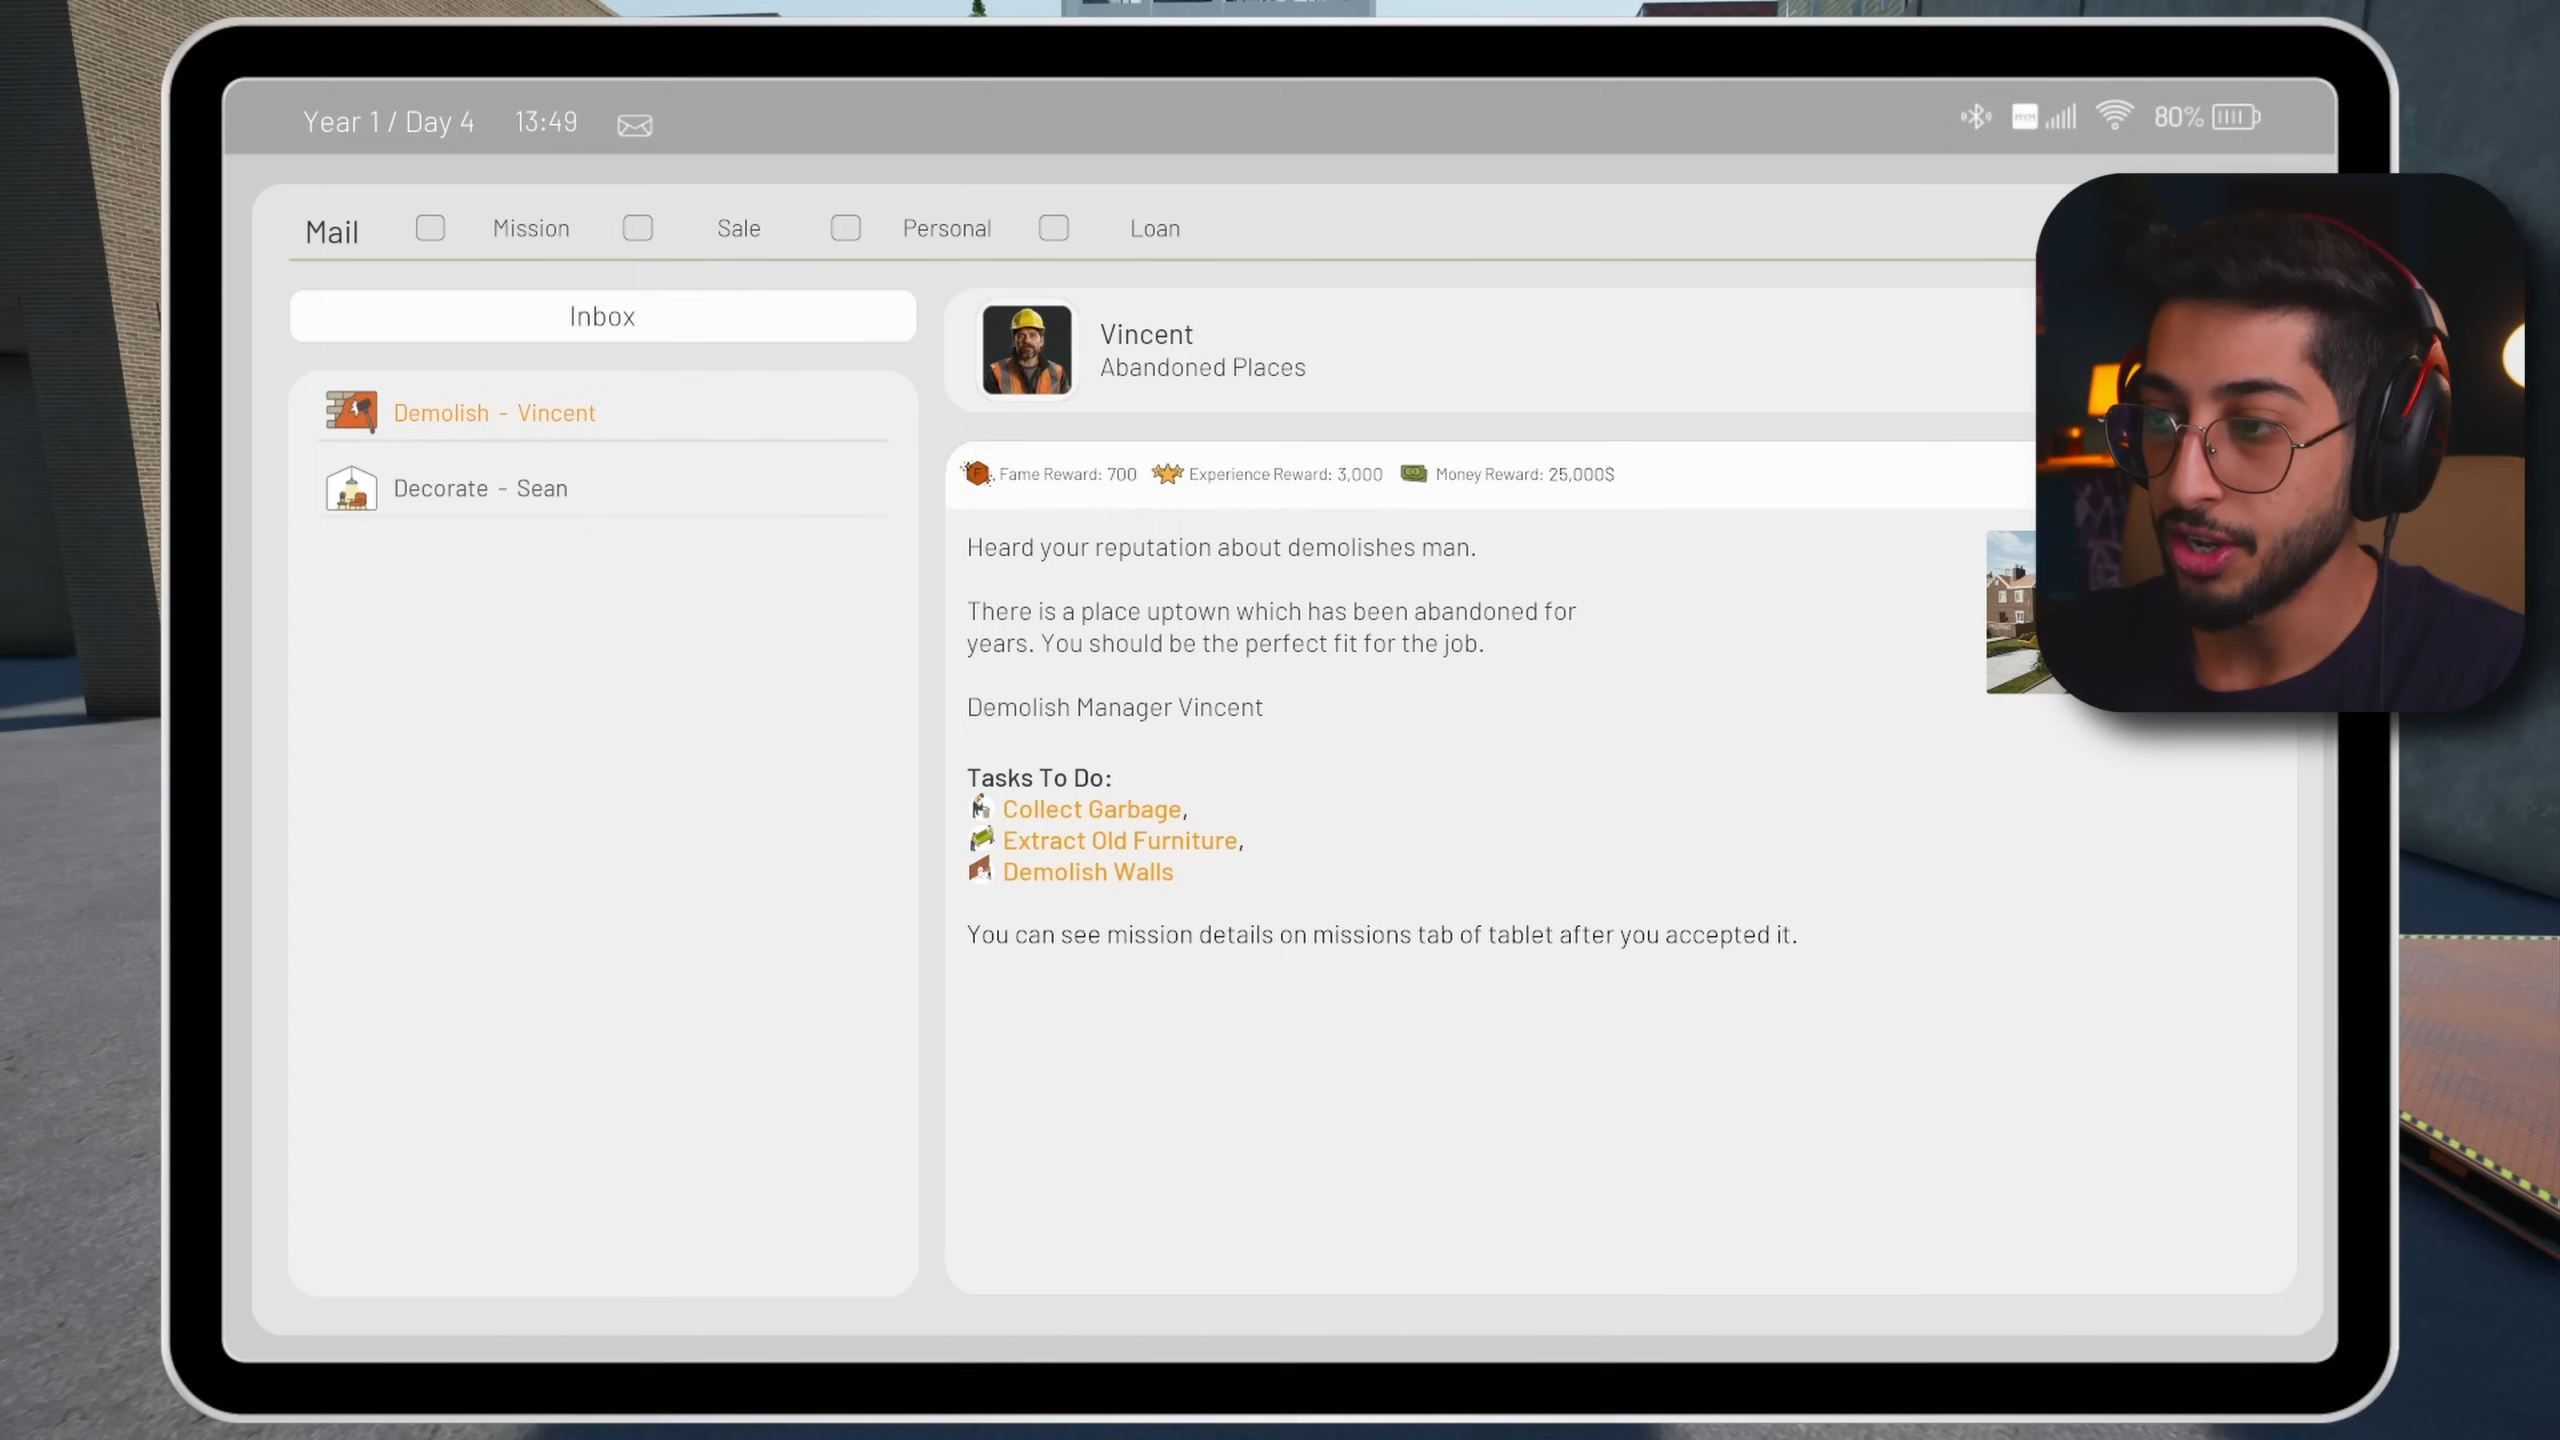 Year 1 / Day 4 13:49
80%
Mail Mission Sale Personal Loan
Inbox
Demolish - Vincent
Decorate - Sean
Vincent
Abandoned Places
Fame Reward: 700 Experience Reward: 3,000 Money Reward: 25,000$
Heard your reputation about demolishes man.
There is a place uptown which has been abandoned for
years. You should be the perfect fit for the job.
Demolish Manager Vincent
Tasks To Do:
Collect Garbage,
Extract Old Furniture,
Demolish Walls
You can see mission details on missions tab of tablet after you accepted it.